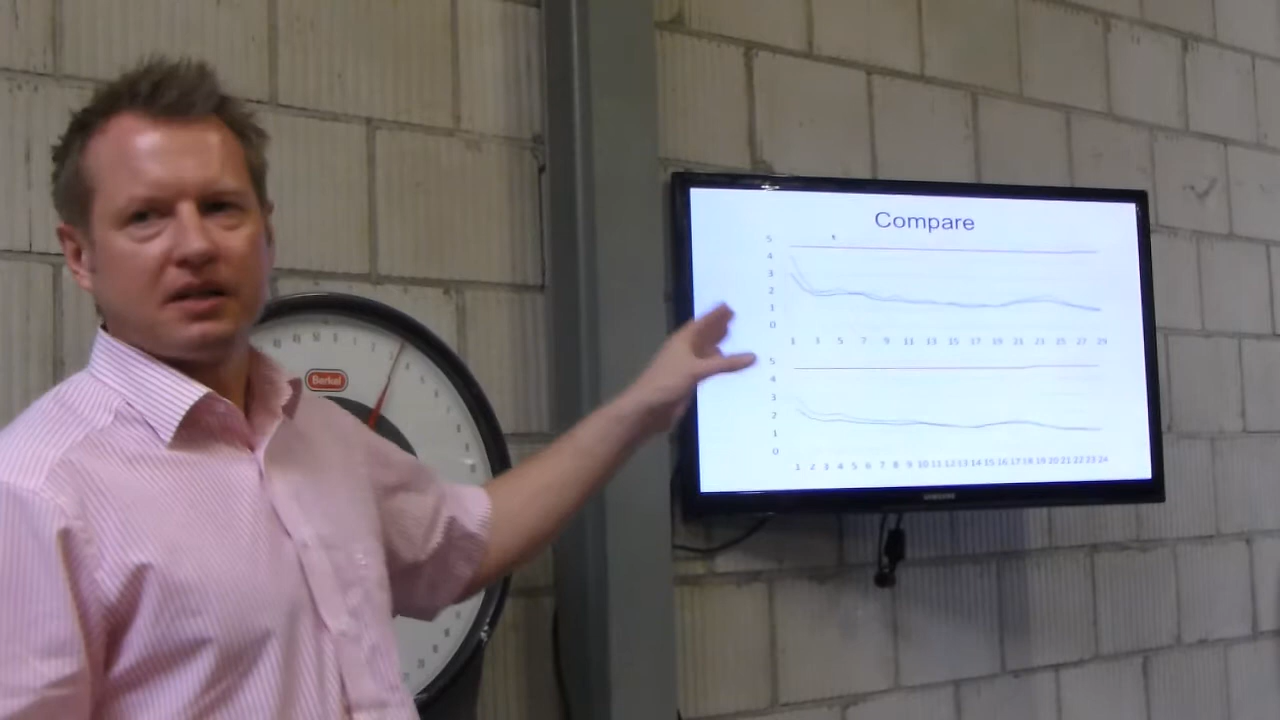 Compare
5
4
3
2
1
0
1 3 5 7 9 11 13 15 17 19 21 23 25 27 29
5
4
3
2
1
0
1 2 3 4 5 6 7 8 9 10 11 12 13 14 15 16 17 18 19 20 21 22 23 24
Berkel
SAMSUNG